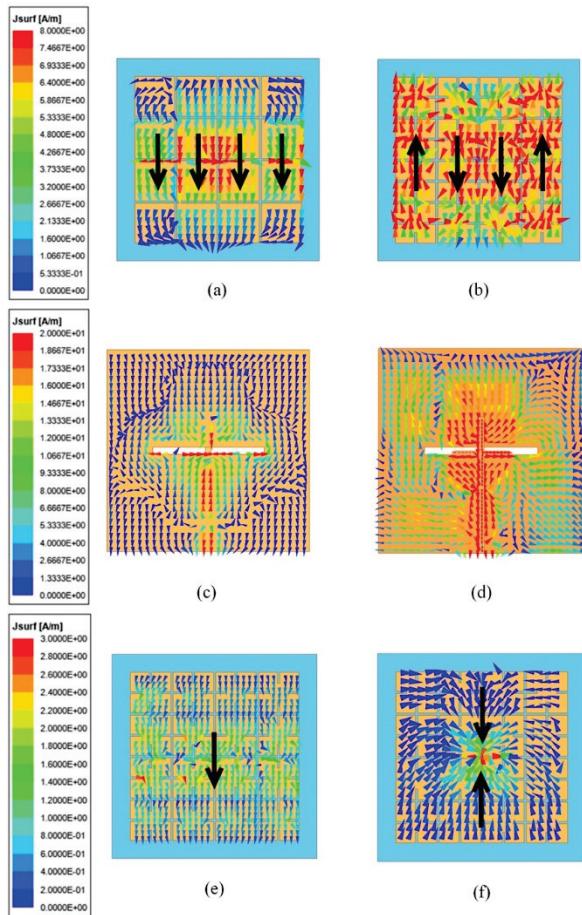 Jsurf [A/m]
8.0000E+00
7.4667E+00
6.9333E+00
6.4000E+00
5.8667E+00
5.3333E+00
4.8000E+00
4.2667E+00
3.7333E+00
3.2000E+00
2.6667E+00
2.1333E+00
1.6000E+00
1.0667E+00
5.3333E-01
0.0000E+00
(a)
(b)
Jsurf [A/m]
2.0000E+01
1.8667E+01
1.7333E+01
1.6000E+01
1.4667E+01
1.3333E+01
1.2000E+01
1.0667E+01
9.3333E+00
8.0000E+00
6.6667E+00
5.3333E+00
4.0000E+00
2.6667E+00
1.3333E+00
0.0000E+00
(c)
(d)
Jsurf [A/m]
3.0000E+00
2.8000E+00
2.6000E+00
2.4000E+00
2.2000E+00
2.0000E+00
1.8000E+00
1.6000E+00
1.4000E+00
1.2000E+00
1.0000E+00
8.0000E-01
6.0000E-01
4.0000E-01
2.0000E-01
0.0000E+00
(e)
(f)